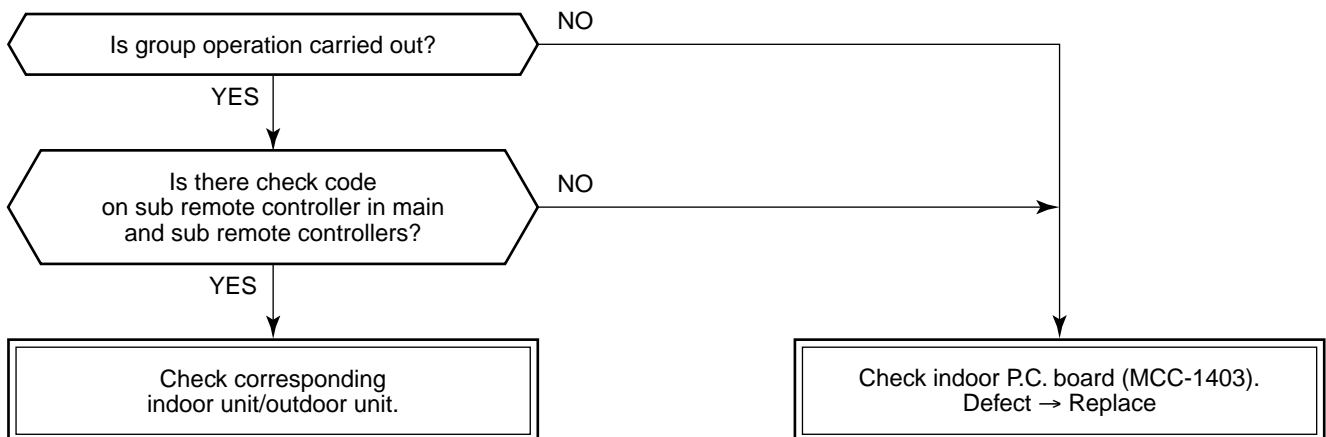 Is group operation carried out?
NO
YES
Is there check code
on sub remote controller in main
and sub remote controllers?
NO
YES
Check corresponding
indoor unit/outdoor unit.
Check indoor P.C. board (MCC-1403).
Defect → Replace